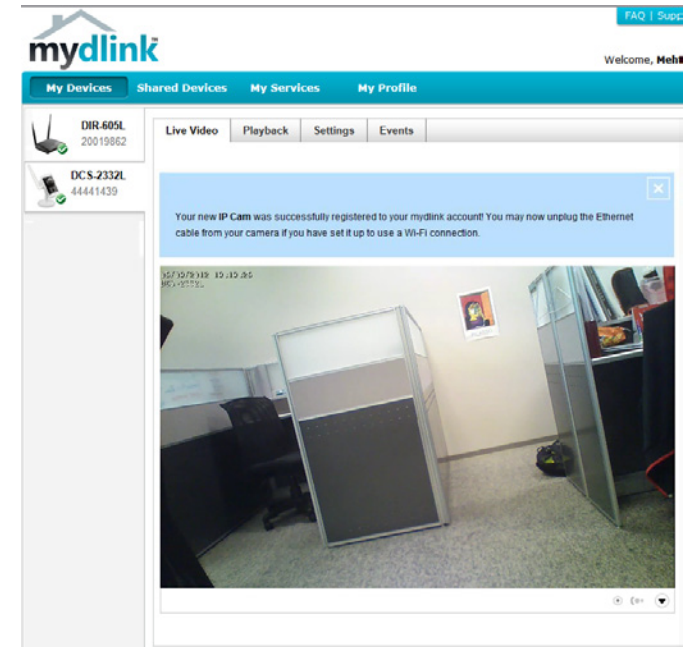 FAQ |
mydlink
Welcome,
My Devices Shared Devices My Services My Profile
DIR-605L
20019862
DCS-2332L
44441439
Live Video Playback Settings Events
Your new IP Cam was successfully registered to your mydlink account! You may now unplug the Ethernet
cable from your camera if you have set it up to use a Wi-Fi connection.